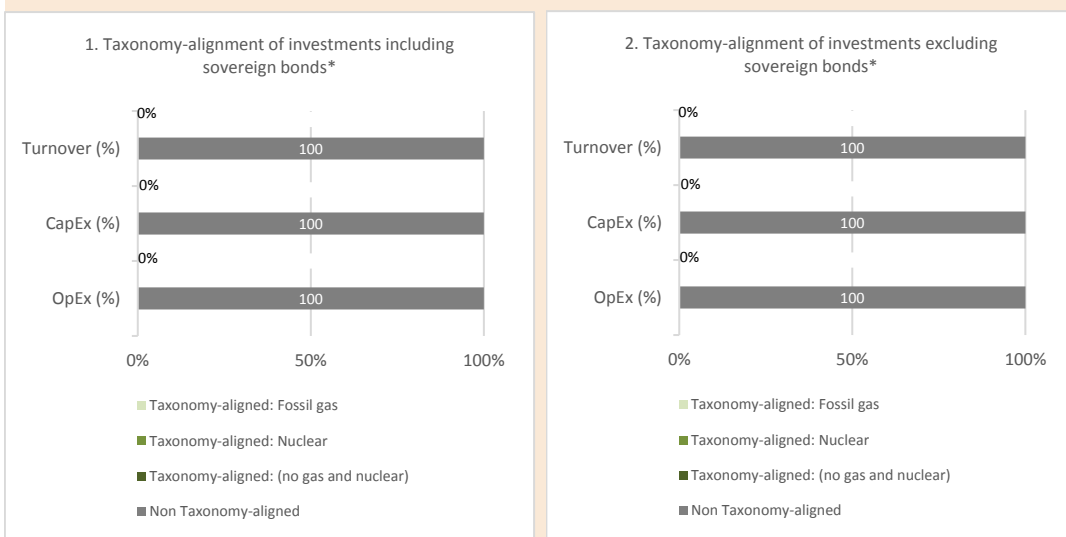 1. Taxonomy-alignment of investments including
sovereign bonds*
0%
Turnover (%)
100
0%
CapEx (%)
100
0%
OpEx (%)
100
0%
50%
100%
Taxonomy-aligned: Fossil gas
Taxonomy-aligned: Nuclear
Taxonomy-aligned: (no gas and nuclear)
Non Taxonomy-aligned
2. Taxonomy-alignment of investments excluding
sovereign bonds*
0%
Turnover (%)
100
0%
CapEx (%)
100
0%
OpEx (%)
100
0%
50%
100%
Taxonomy-aligned: Fossil gas
Taxonomy-aligned: Nuclear
Taxonomy-aligned: (no gas and nuclear)
Non Taxonomy-aligned